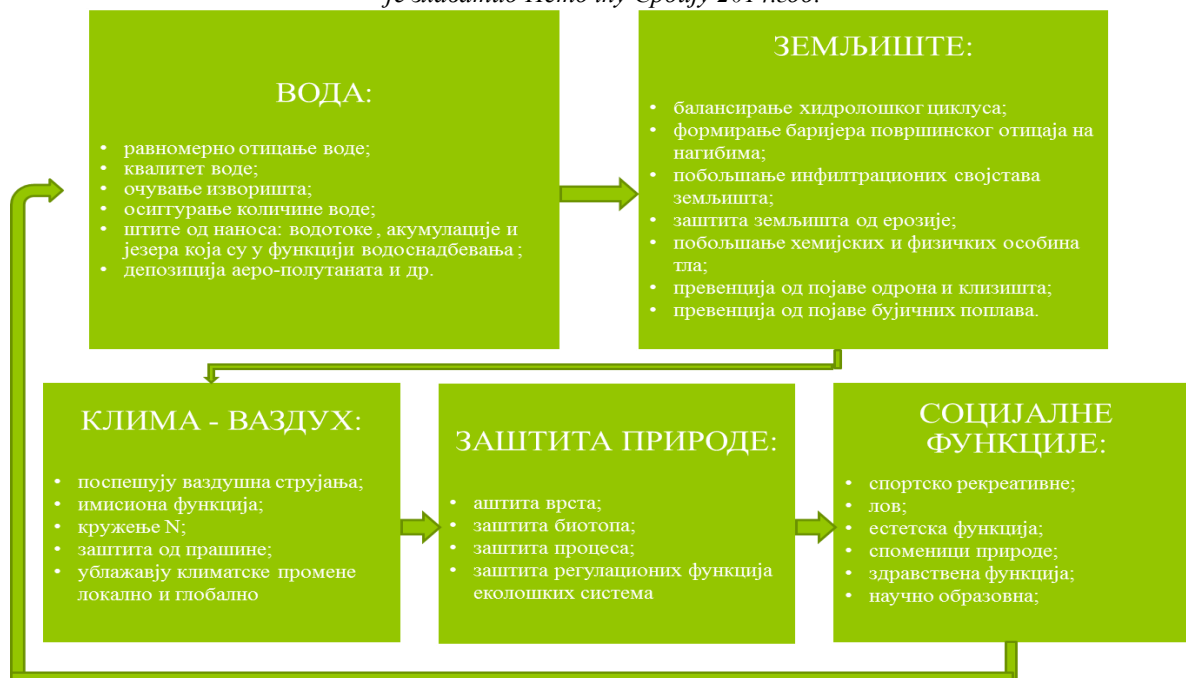 ВОДА:
• равномерно отицање воде;
• квалитет воде;
• очување изворишта;
• осиггурање количине воде;
• штите од наноса: водотоке , акумулације и
језера која су у функцији водоснадбевања ;
• депозиција аеро-полутаната и др.
ЗЕМЉИШТЕ:
• балансирање хидролошког циклуса;
• формирање баријера површинског отицаја на
нагибима;
• побољшање инфилтрационих својстава
земљишта;
• заштита земљишта од ерозије;
• побољшање хемијских и физичких особина
тла;
• превенција од појаве одрона и клизишта;
• превенција од појаве бујичних поплава.
КЛИМА - ВАЗДУХ:
• поспешују ваздушна струјања;
• имисиона функција;
• кружење N;
• заштита од прашине;
• ублажавју климатске промене
локално и глобално
ЗАШТИТА ПРИРОДЕ:
• аштита врста;
• заштита биотопа;
• заштита процеса;
• заштита регулационих функција
еколошких система
СОЦИЈАЛНЕ
ФУНКЦИЈЕ:
• спортско рекреативне;
• лов;
• естетска функција;
• споменици природе;
• здравствена функција;
• научно образовна;